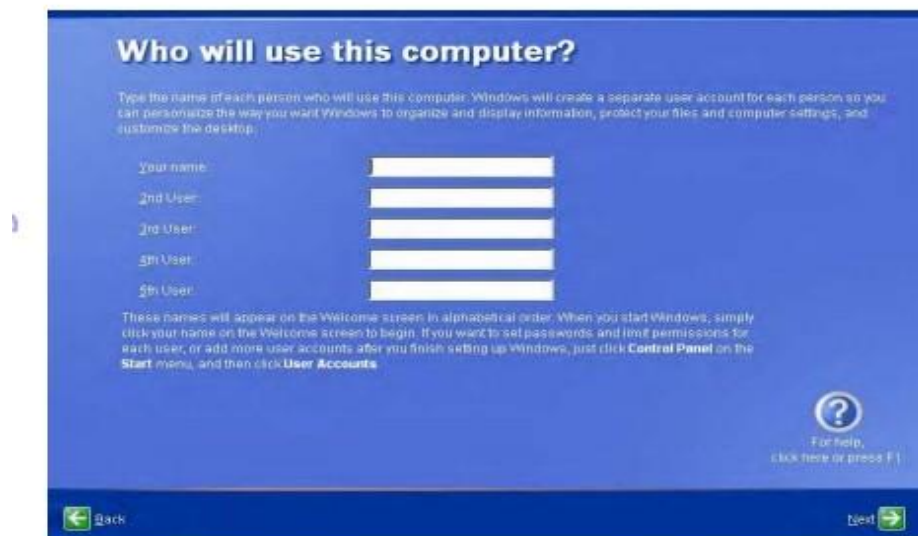 Who will use this computer?
Type the name of each person who will use this computer. Windows will create a separate user account for each person so you
can personalize the way you want Windows to organize and display information, protect your files and computer settings, and
customize the desktop.
Your name:
2nd User:
3rd User:
4th User:
5th User:
These names will appear on the Welcome screen in alphabetical order. When you start Windows, simply
click your name on the Welcome screen to begin. If you want to set passwords and limit permissions for
each user, or add more user accounts after you finish setting up Windows, just click Control Panel on the
Start menu, and then click User Accounts.
?
For help,
click here or press F1
Back
Next